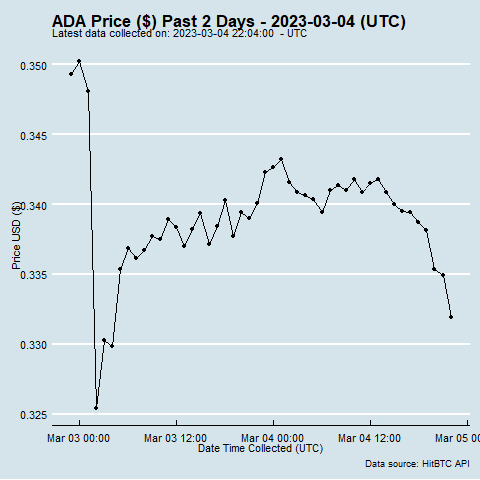 ADA Price ($) Past 2 Days - 2023-03-04 (UTC)
Latest data collected on: 2023-03-04 22:04:00 - UTC
0.350
0.345
0.340
Price USD ($)
0.335
0.330
0.325
Mar 03 00:00 Mar 03 12:00 Mar 04 00:00 Mar 04 12:00 Mar 05 0
Date Time Collected (UTC)
Data source: HitBTC API